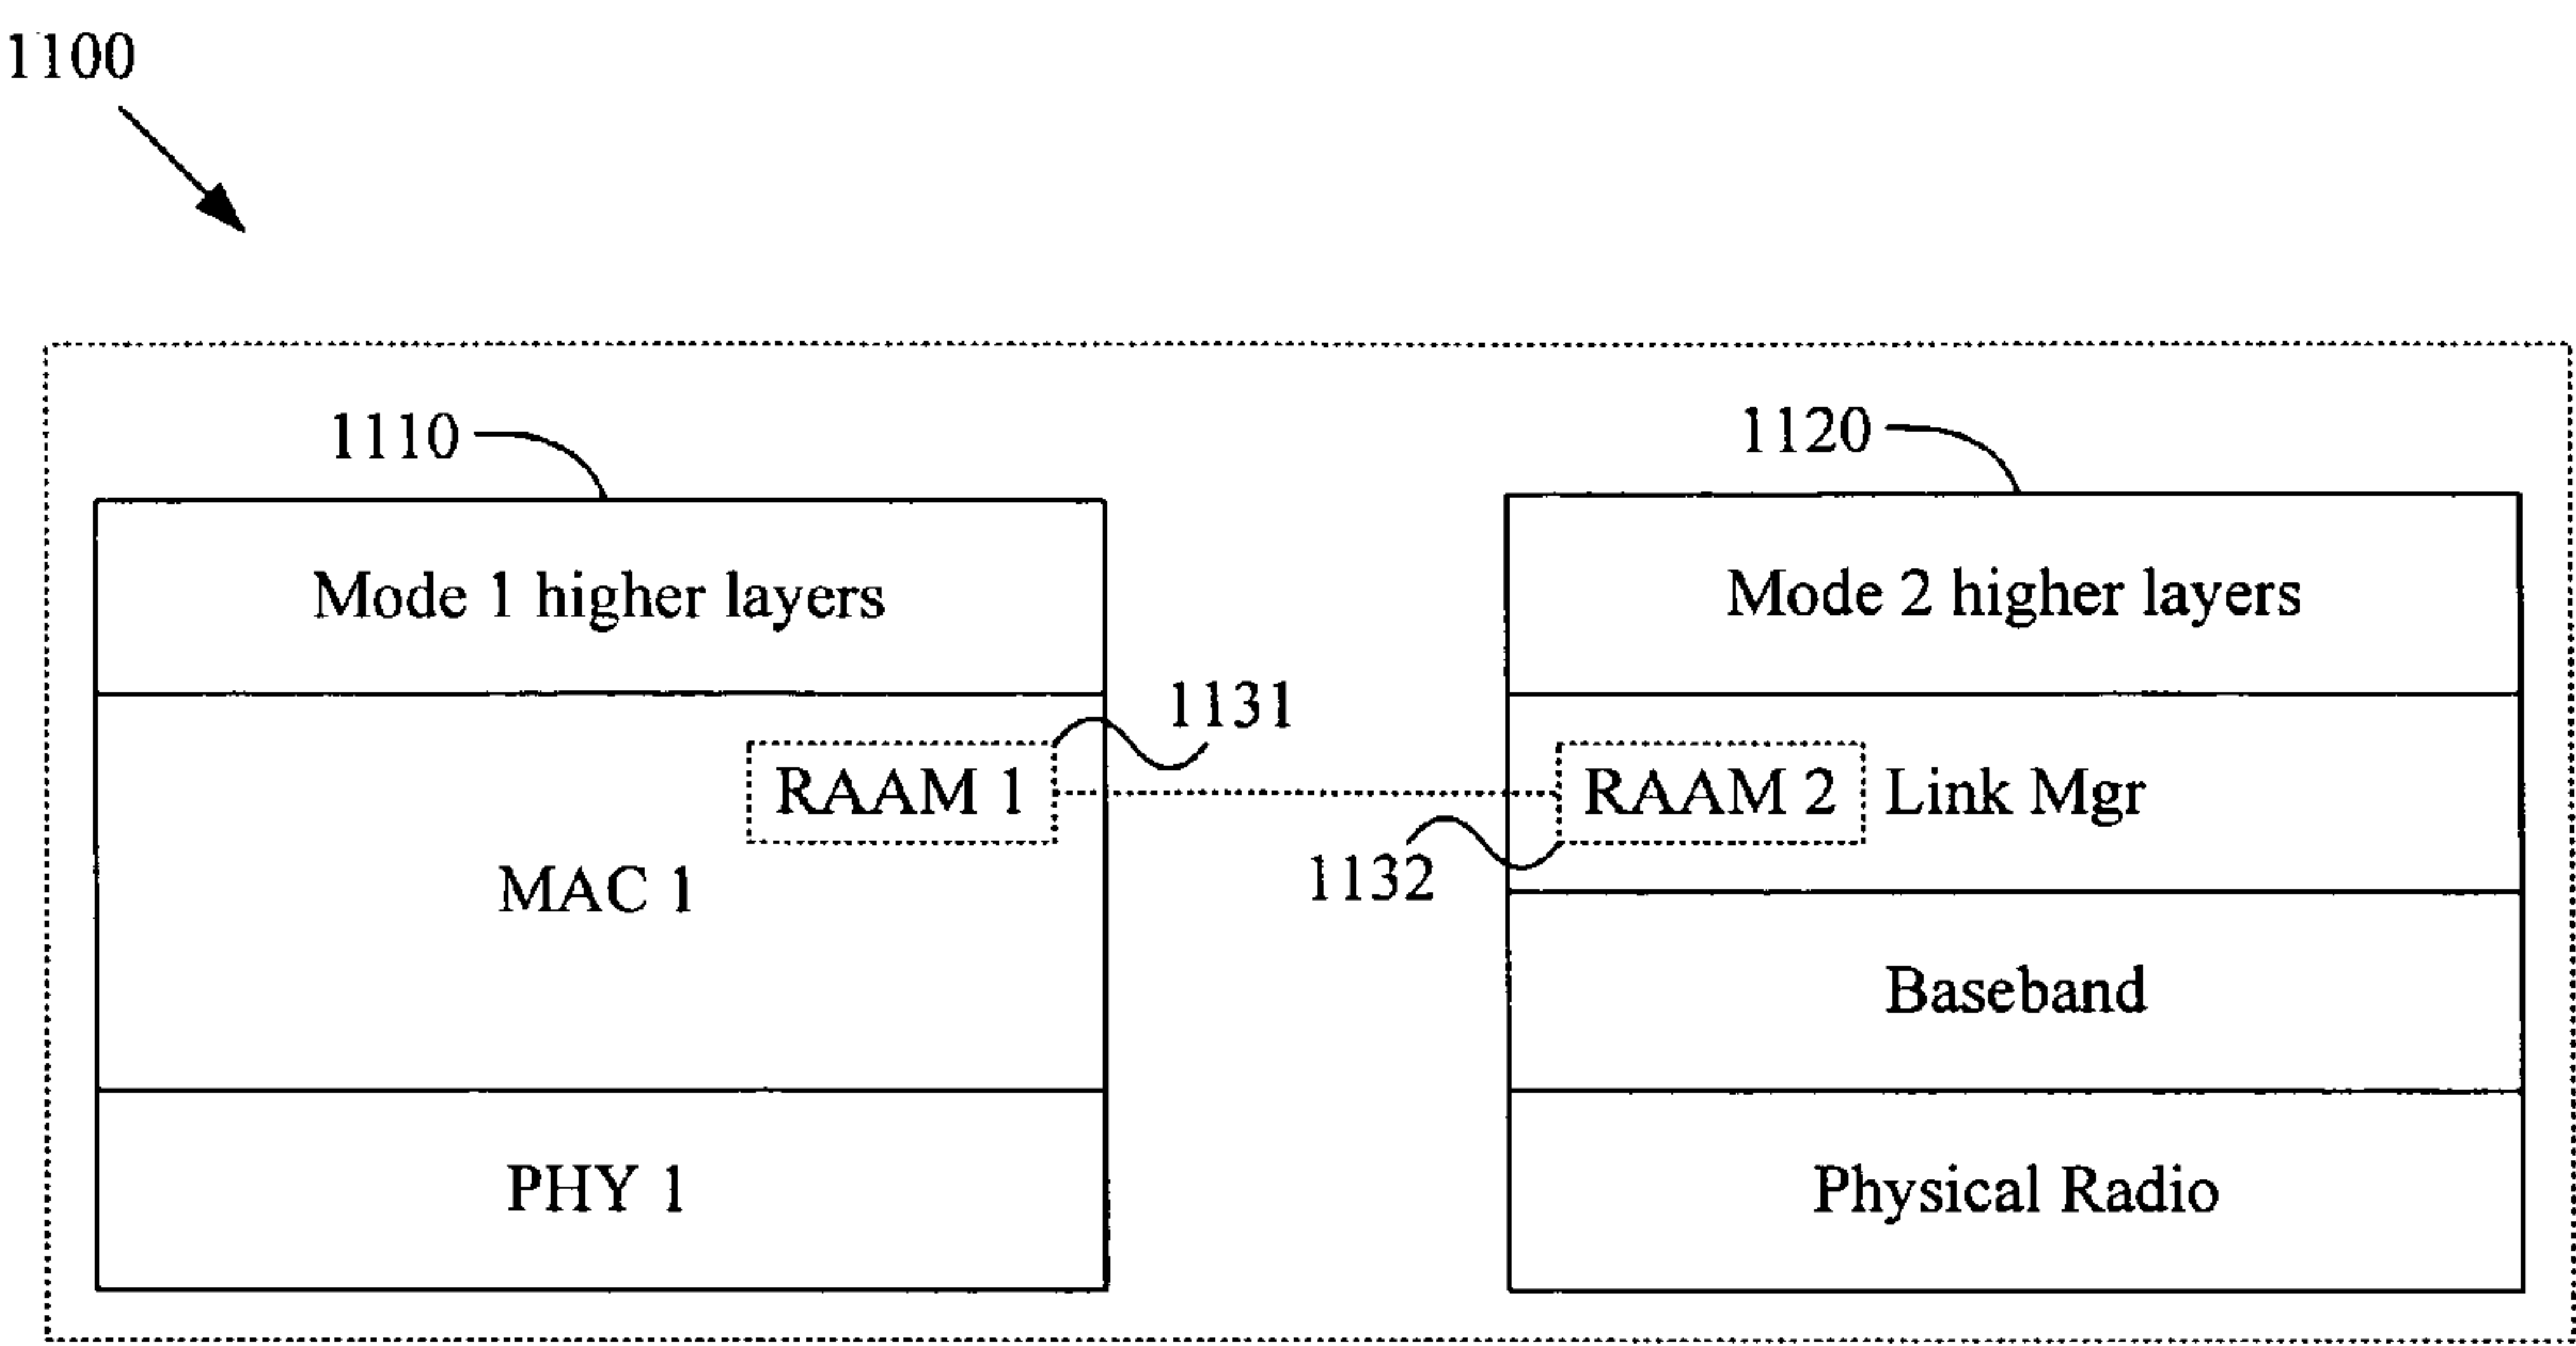 1100
1110
1120
Mode 1 higher layers
Mode 2 higher layers
1131
RAAM 1
RAAM 2 Link Mgr
1132
MAC 1
Baseband
PHY 1
Physical Radio